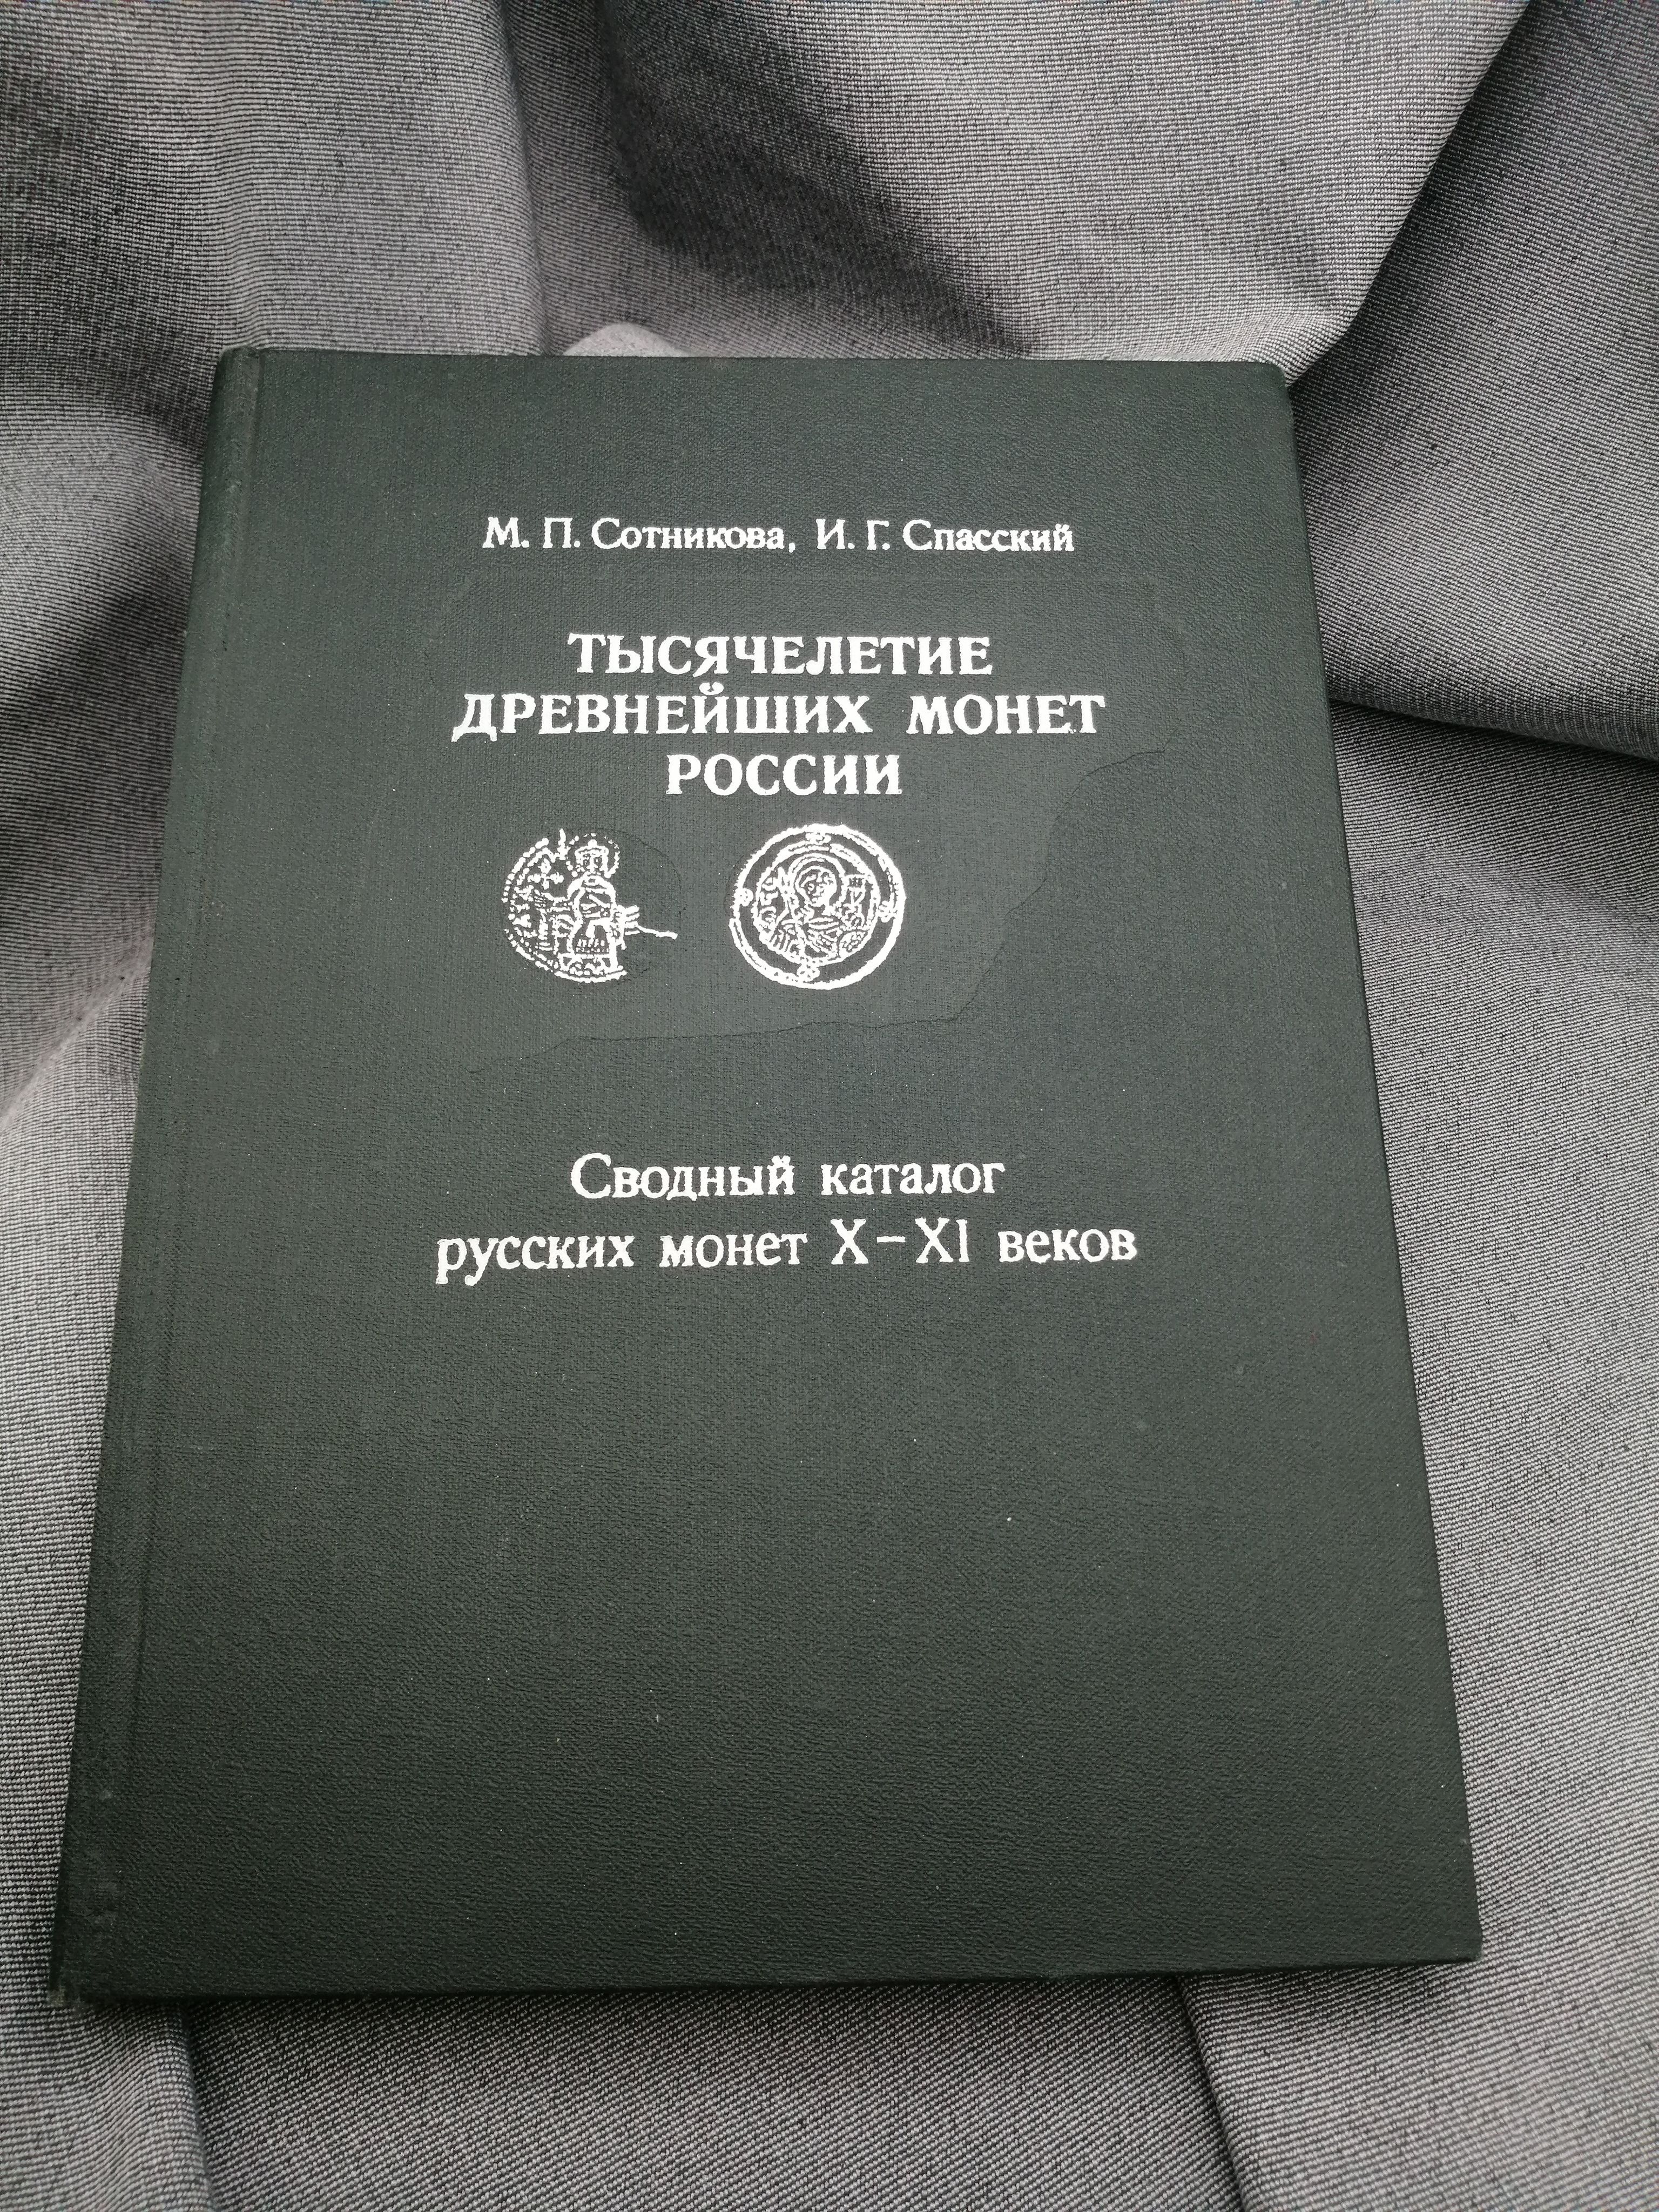 М. П. Сотникова, И. Г. Спасский
ТЫСЯЧЕЛЕТИЕ
ДРЕВНЕЙШИХ МОНЕТ
РОССИИ
Сводный каталог
русских монет X–XI веков